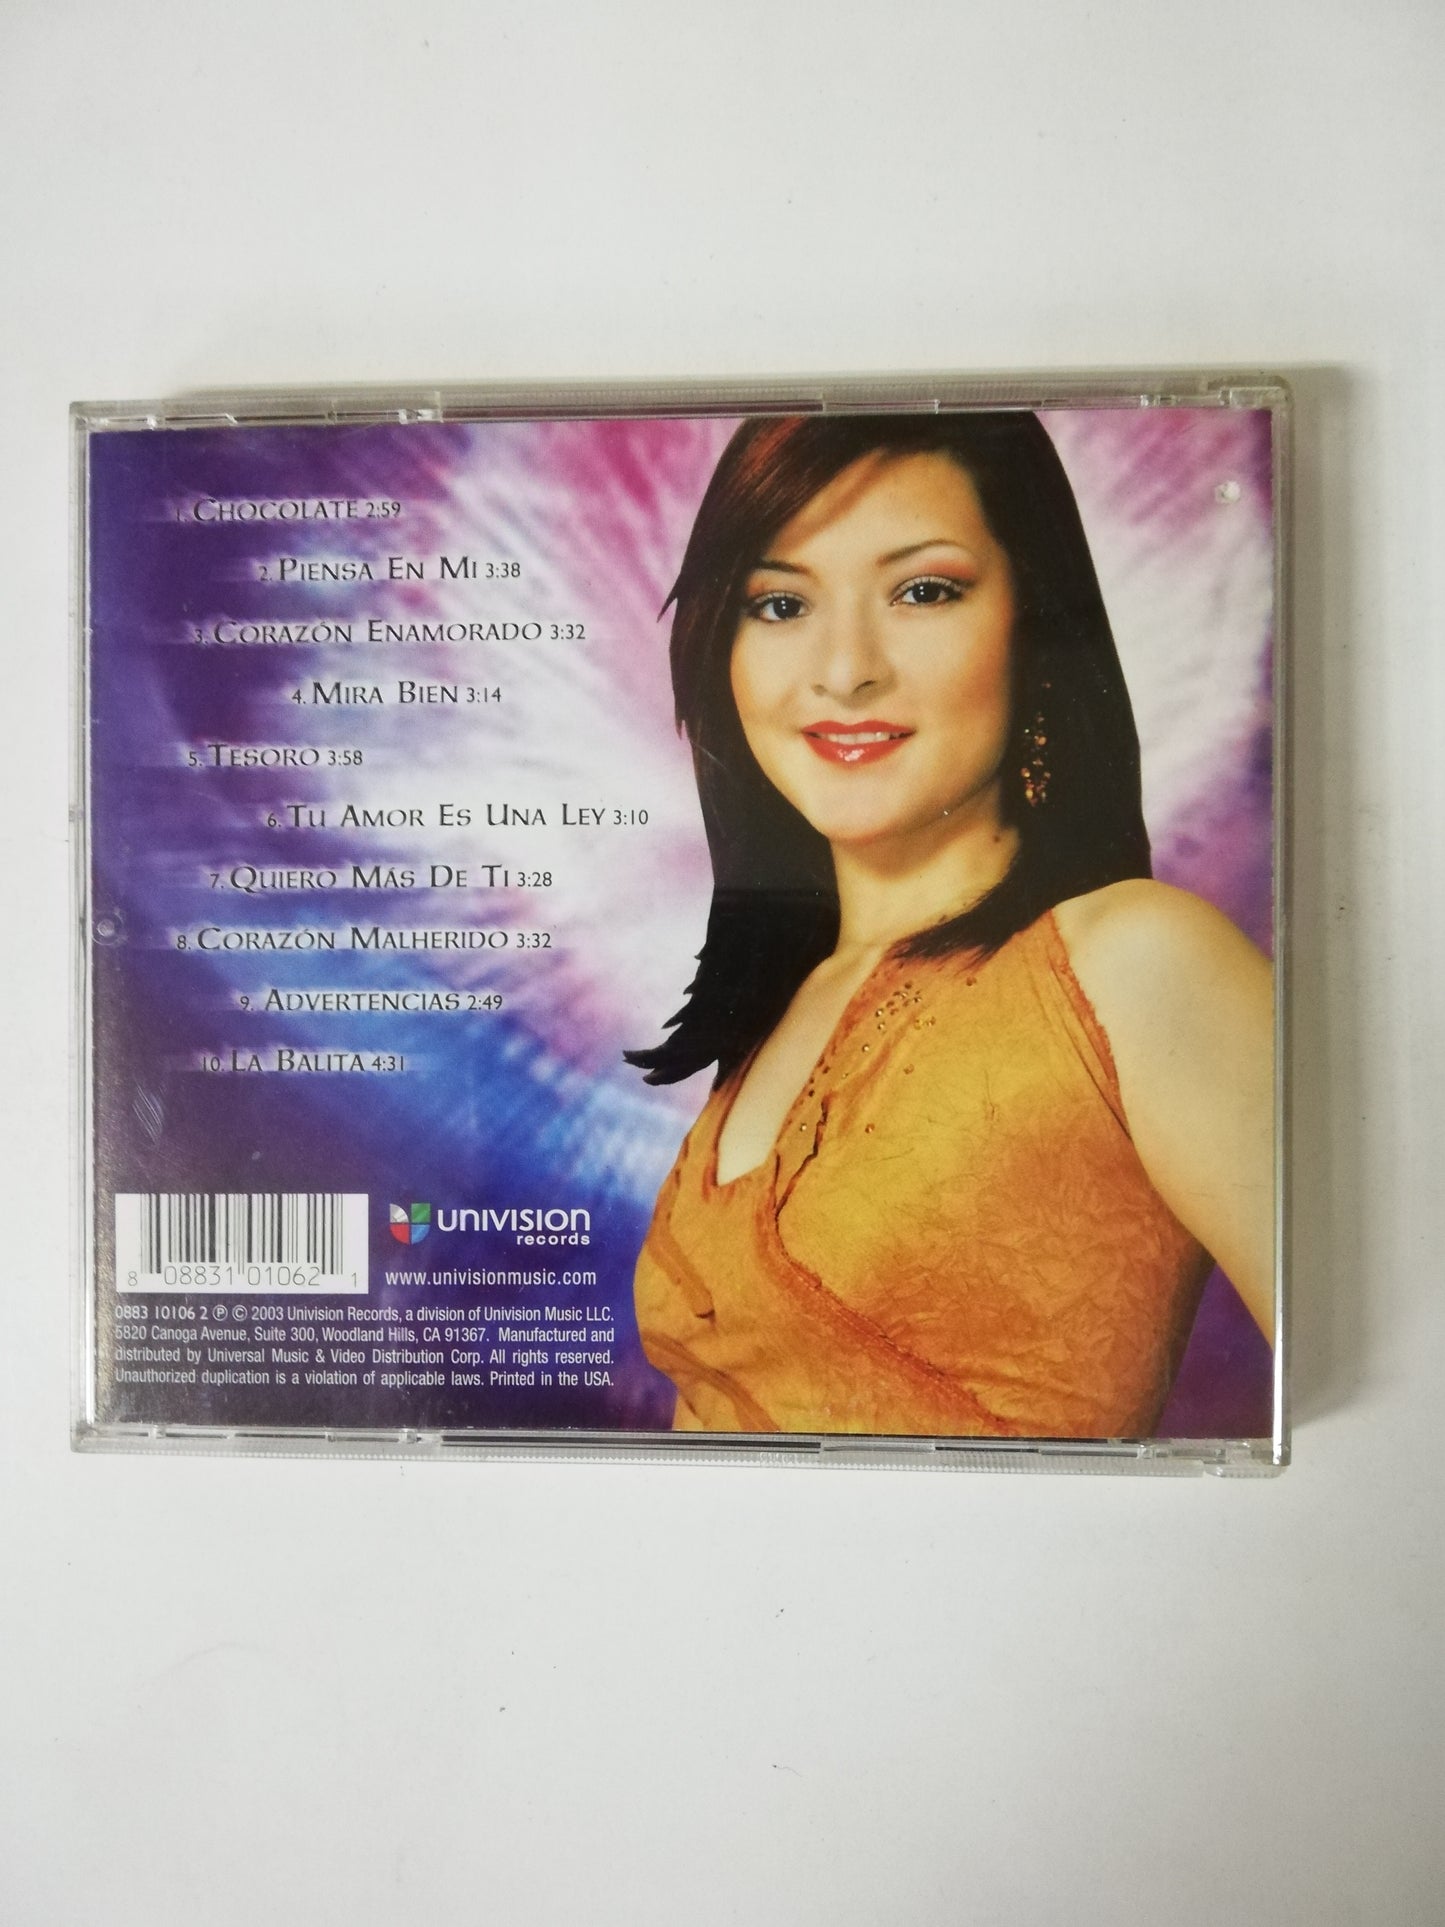 1. CHOCOLATE 2:59
2. PIENSA EN MI 3:38
3. CORAZÓN ENAMORADO 3:32
4. MIRA BIEN 3:14
5. TESORO 3:58
6. TU AMOR ES UNA LEY 3:10
7. QUIERO MÁS DE TI 3:28
8. CORAZÓN MALHERIDO 3:32
9. ADVERTENCIAS 2:49
10. LA BALITA 4:31
UNIVISION
records
8 08831 01062 1
www.univisionmusic.com
0883 10106 2 ℗ © 2003 Univision Records, a division of Univision Music LLC.
5820 Canoga Avenue, Suite 300, Woodland Hills, CA 91367. Manufactured and
distributed by Universal Music & Video Distribution Corp. All rights reserved.
Unauthorized duplication is a violation of applicable laws. Printed in the USA.